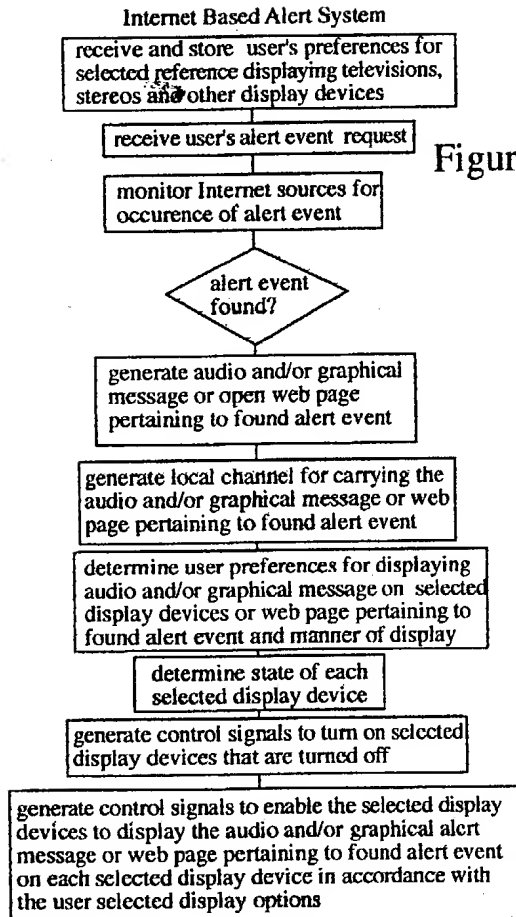 Internet Based Alert System
receive and store user's preferences for
selected reference displaying televisions,
stereos and other display devices
receive user's alert event request
Figur
monitor Internet sources for
occurence of alert event
alert event
found?
generate audio and/or graphical
message or open web page
pertaining to found alert event
generate local channel for carrying the
audio and/or graphical message or web
page pertaining to found alert event
determine user preferences for displaying
audio and/or graphical message on selected
display devices or web page pertaining to
found alert event and manner of display
determine state of each
selected display device
generate control signals to turn on selected
display devices that are turned off
generate control signals to enable the selected display
devices to display the audio and/or graphical alert
message or web page pertaining to found alert event
on each selected display device in accordance with
the user selected display options